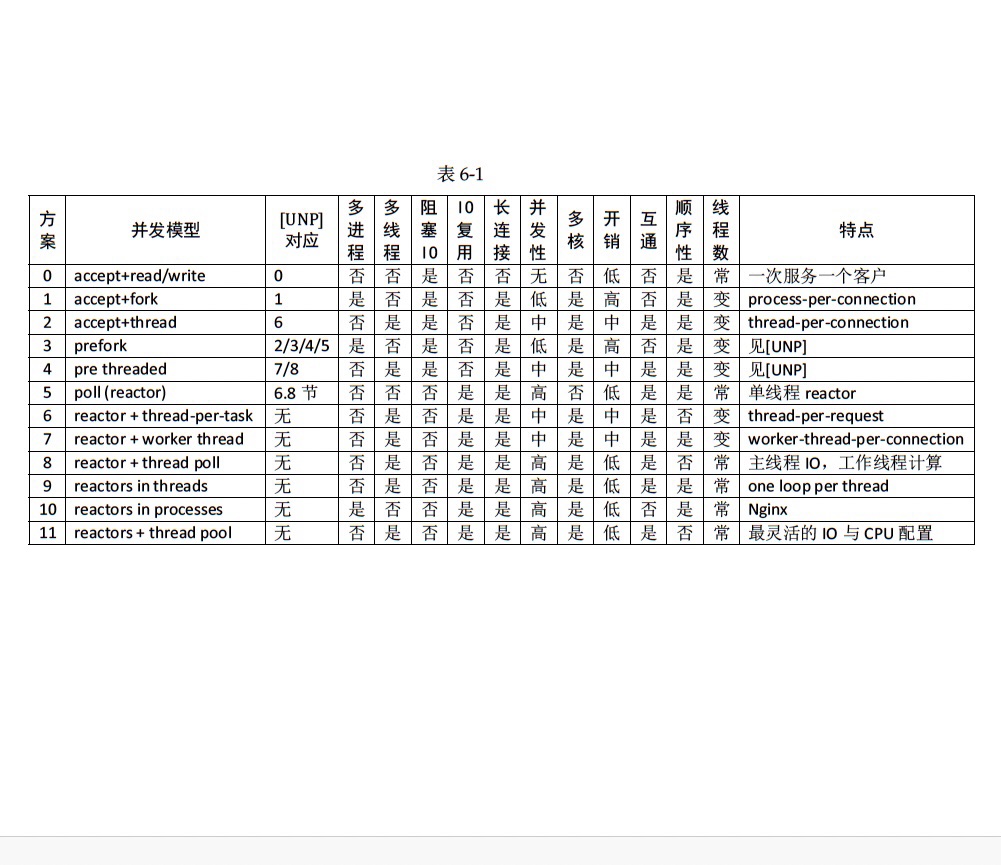 表 6-1
方案 并发模型 [UNP]对应 多进程 多线程 阻塞IO IO复用 长连接 并发性 多核 开销 互通 顺序性 线程数 特点
0 accept+read/write 0 否 否 是 否 否 无 否 低 否 是 常 一次服务一个客户
1 accept+fork 1 是 否 是 否 是 低 是 高 否 是 变 process-per-connection
2 accept+thread 6 否 是 是 否 是 中 是 中 是 是 变 thread-per-connection
3 prefork 2/3/4/5 是 否 是 否 是 低 是 高 否 是 变 见[UNP]
4 pre threaded 7/8 否 是 是 否 是 中 是 中 是 是 变 见[UNP]
5 poll (reactor) 6.8 节 否 否 否 是 是 高 否 低 是 是 常 单线程 reactor
6 reactor + thread-per-task 无 否 是 否 是 是 中 是 中 是 否 变 thread-per-request
7 reactor + worker thread 无 否 是 否 是 是 中 是 中 是 是 变 worker-thread-per-connection
8 reactor + thread poll 无 否 是 否 是 是 高 是 低 是 否 常 主线程 IO，工作线程计算
9 reactors in threads 无 否 是 否 是 是 高 是 低 是 是 常 one loop per thread
10 reactors in processes 无 是 否 否 是 是 高 是 低 否 是 常 Nginx
11 reactors + thread pool 无 否 是 否 是 是 高 是 低 是 否 常 最灵活的 IO 与 CPU 配置